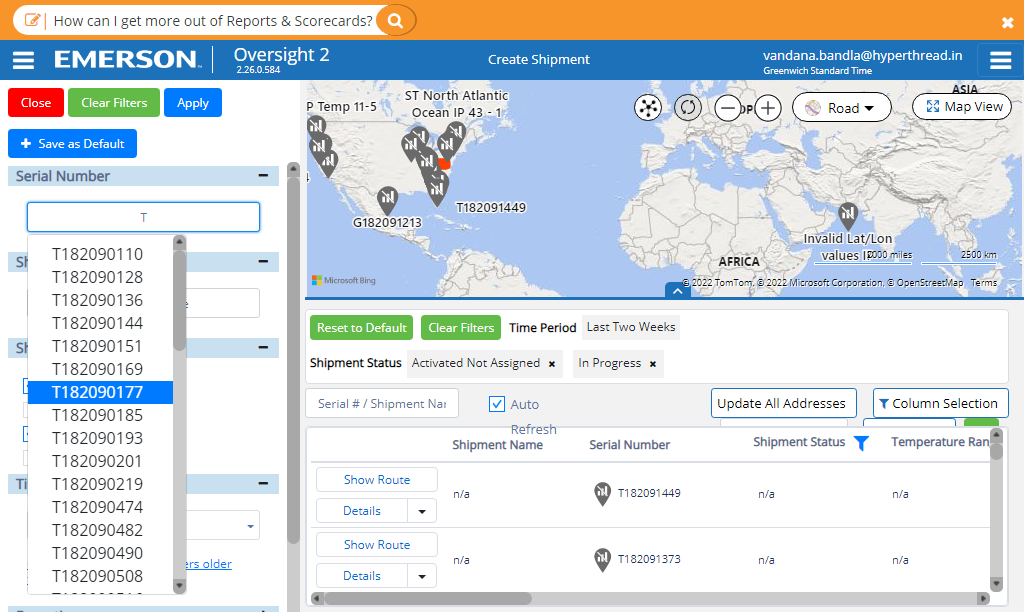 How can I get more out of Reports & Scorecards?
EMERSON
Oversight 2
2.26.0.584
Create Shipment
vandana.bandla@hyperthread.in
Greenwich Standard Time
Close
Clear Filters
Apply
+ Save as Default
Serial Number
T
T182090110
T182090128
T182090136
T182090144
T182090151
T182090169
T182090177
T182090185
T182090193
T182090201
T182090219
T182090474
T182090482
T182090490
T182090508
Sh
Sh
Ti
ers older
P Temp 11-5
ST North Atlantic
Ocean IP 43 - 1
Road
ASIA
Map View
T182091449
G182091213
Invalid Lat/Lon
values I
2000 miles
2500 km
AFRICA
Microsoft Bing
© 2022 TomTom, © 2022 Microsoft Corporation, © OpenStreetMap Terms
Reset to Default
Clear Filters
Time Period
Last Two Weeks
Shipment Status
Activated Not Assigned ×
In Progress ×
Serial # / Shipment Nar
Auto
Refresh
Update All Addresses
Column Selection
Shipment Name
Serial Number
Shipment Status
Temperature Ran
Show Route
Details
n/a
T182091449
n/a
n/a
Show Route
Details
n/a
T182091373
n/a
n/a